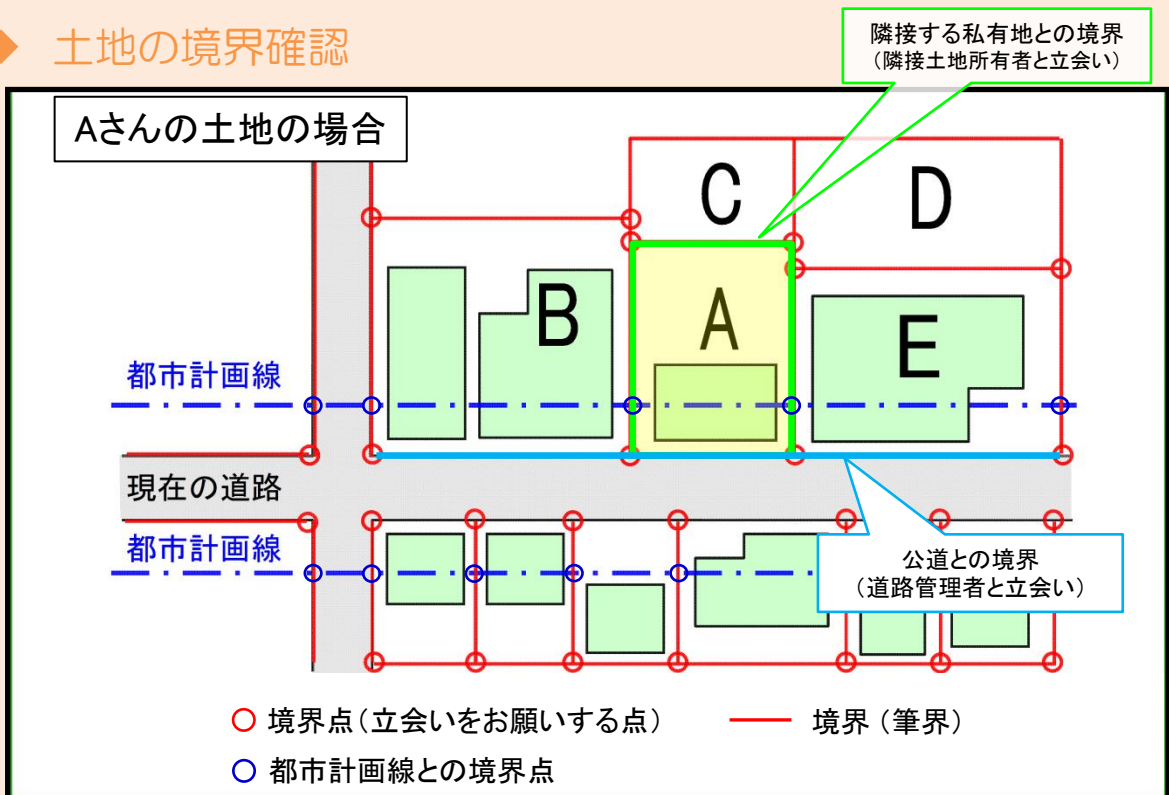 土地の境界確認
隣接する私有地との境界
（隣接土地所有者と立会い）
Aさんの土地の場合
C
D
B
A
E
都市計画線
現在の道路
都市計画線
公道との境界
（道路管理者と立会い）
境界点（立会いをお願いする点）
境界（筆界）
都市計画線との境界点